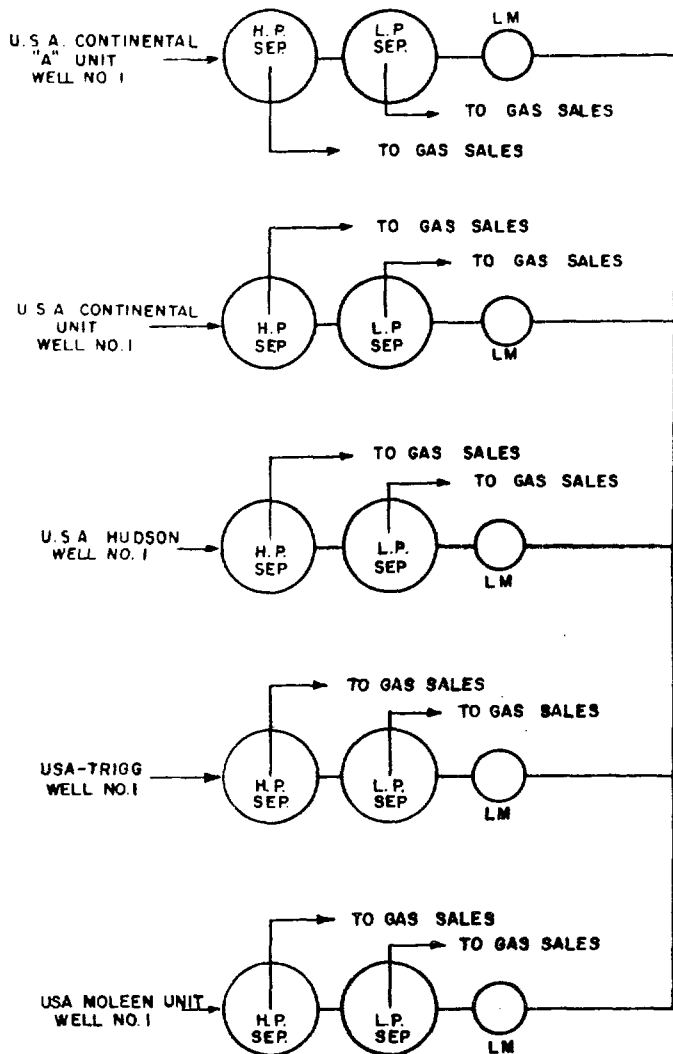 U.S.A. CONTINENTAL
"A" UNIT
WELL NO. 1
H.P.
SEP.
L.P.
SEP.
LM
TO GAS SALES
TO GAS SALES
TO GAS SALES
TO GAS SALES
U S A CONTINENTAL
UNIT
WELL NO. 1
H.P
SEP
L.P
SEP
LM
TO GAS SALES
TO GAS SALES
U.S.A HUDSON
WELL NO. 1
H.P.
SEP
L.P.
SEP
LM
TO GAS SALES
TO GAS SALES
USA-TRIGG
WELL NO. 1
H.P.
SEP.
L.P.
SEP
LM
TO GAS SALES
TO GAS SALES
USA MOLEEN UNIT
WELL NO. 1
H.P.
SEP.
L.P.
SEP
LM